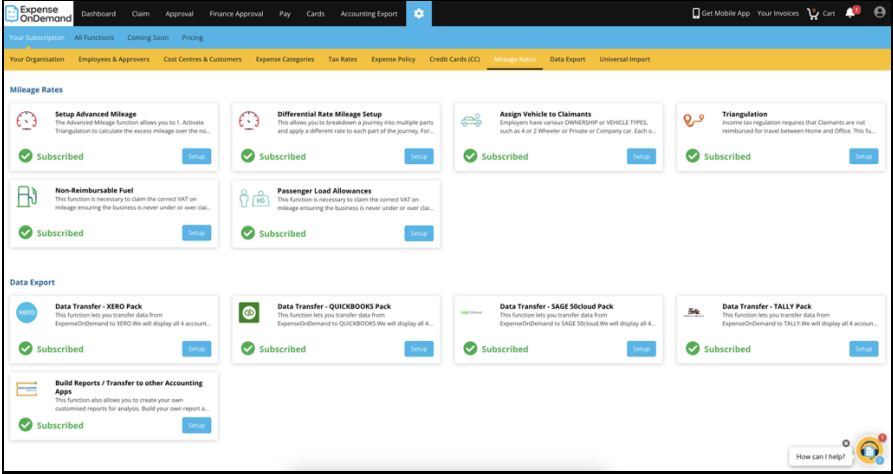 Expense
OnDemand
Dashboard Claim Approval Finance Approval Pay Cards Accounting Export
Get Mobile App Your Invoices Cart
Your Subscription All Functions Coming Soon Pricing
Your Organisation Employees & Approvers Cost Centres & Customers Expense Categories Tax Rates Expense Policy Credit Cards (CC) Mileage Rates Data Export Universal Import
Mileage Rates
Setup Advanced Mileage
The Advanced Mileage function allows you to:1. Activate
Triangulation to calculate the excess mileage over the no...
Subscribed
Setup
Differential Rate Mileage Setup
This allows you to breakdown a journey into multiple parts
and apply a different rate to each part of the journey. For...
Subscribed
Setup
Assign Vehicle to Claimants
Employers have various OWNERSHIP or VEHICLE TYPES,
such as 4 or 2 Wheeler or Private or Company car. Each o...
Subscribed
Setup
Triangulation
Income tax regulation requires that Claimants are not
reimbursed for travel between Home and Office. This fu...
Subscribed
Setup
Non-Reimbursable Fuel
This function is necessary to claim the correct VAT on
mileage ensuring the business is never under or over clai...
Subscribed
Setup
KG
Passenger Load Allowances
This function is necessary to claim the correct VAT on
mileage ensuring the business is never under or over clai...
Subscribed
Setup
Data Export
xero
Data Transfer - XERO Pack
This function lets you transfer data from
ExpenseOnDemand to XERO.We will display all 4 account...
Subscribed
Setup
qb
Data Transfer - QUICKBOOKS Pack
This function lets you transfer data from
ExpenseOnDemand to QUICKBOOKS.We will display all 4...
Subscribed
Setup
Data Transfer - SAGE 50cloud Pack
This function lets you transfer data from
ExpenseOnDemand to SAGE 50cloud.We will display all 4...
Subscribed
Setup
Tally
Data Transfer - TALLY Pack
This function lets you transfer data from
ExpenseOnDemand to TALLY.We will display all 4 accoun...
Subscribed
Setup
Build Reports / Transfer to other Accounting
Apps
This function also allows you to create your own
customised reports for analysis. Build your own report a...
Subscribed
Setup
How can I help?
1